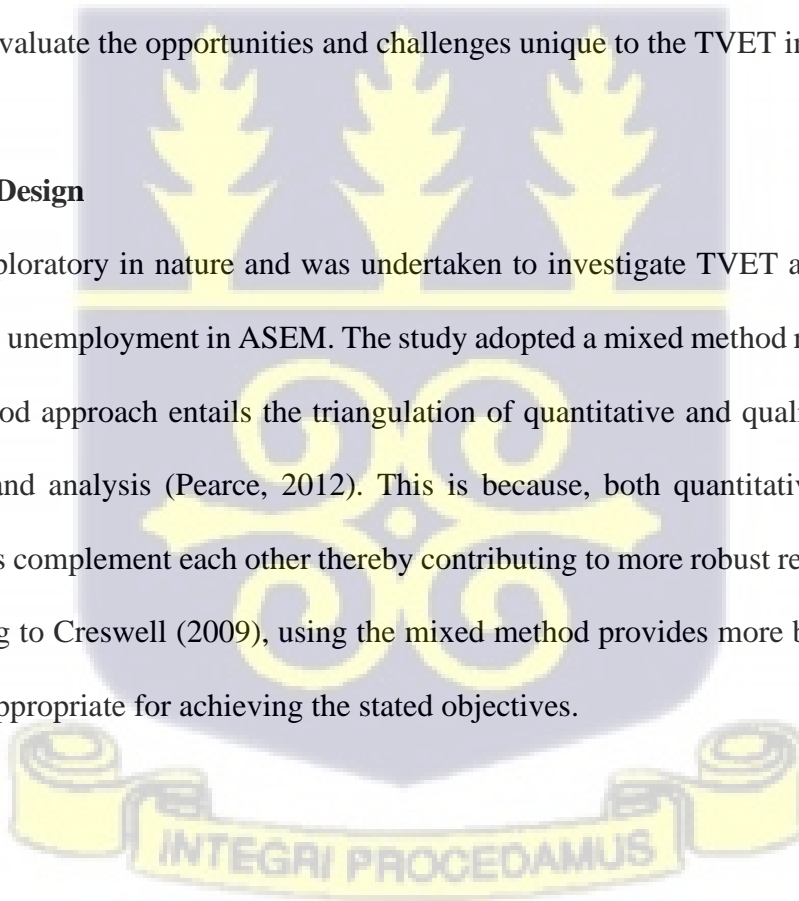 valuate the opportunities and challenges unique to the TVET in
Design
ploratory in nature and was undertaken to investigate TVET a
unemployment in ASEM. The study adopted a mixed method r
od approach entails the triangulation of quantitative and quali
and analysis (Pearce, 2012). This is because, both quantitativ
s complement each other thereby contributing to more robust re
g to Creswell (2009), using the mixed method provides more b
ppropriate for achieving the stated objectives.
INTEGRI PROCEDAMUS